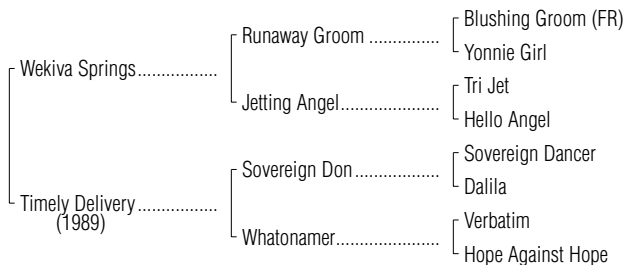 Blushing Groom (FR)
Runaway Groom ................
Yonnie Girl
Wekiva Springs.................
Tri Jet
Jetting Angel.......................
Hello Angel
Sovereign Dancer
Sovereign Don....................
Dalila
Timely Delivery.................
(1989)
Verbatim
Whatonamer.......................
Hope Against Hope